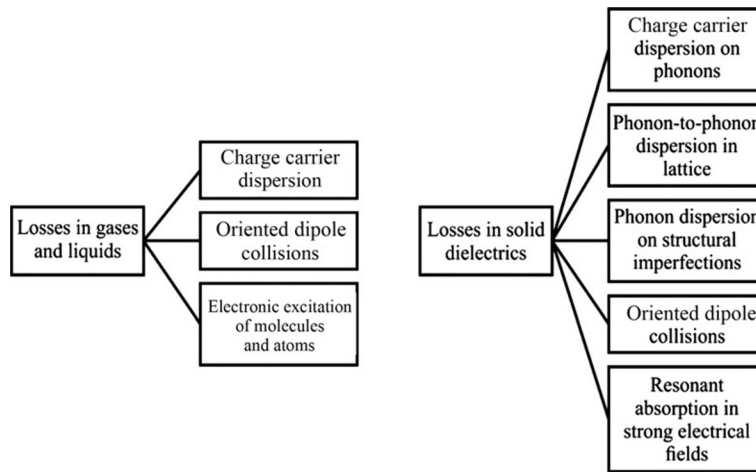 Losses in gases
and liquids
Charge carrier
dispersion
Oriented dipole
collisions
Electronic excitation
of molecules
and atoms
Losses in solid
dielectrics
Charge carrier
dispersion on
phonons
Phonon-to-phonon
dispersion in
lattice
Phonon dispersion
on structural
imperfections
Oriented dipole
collisions
Resonant
absorption in
strong electrical
fields